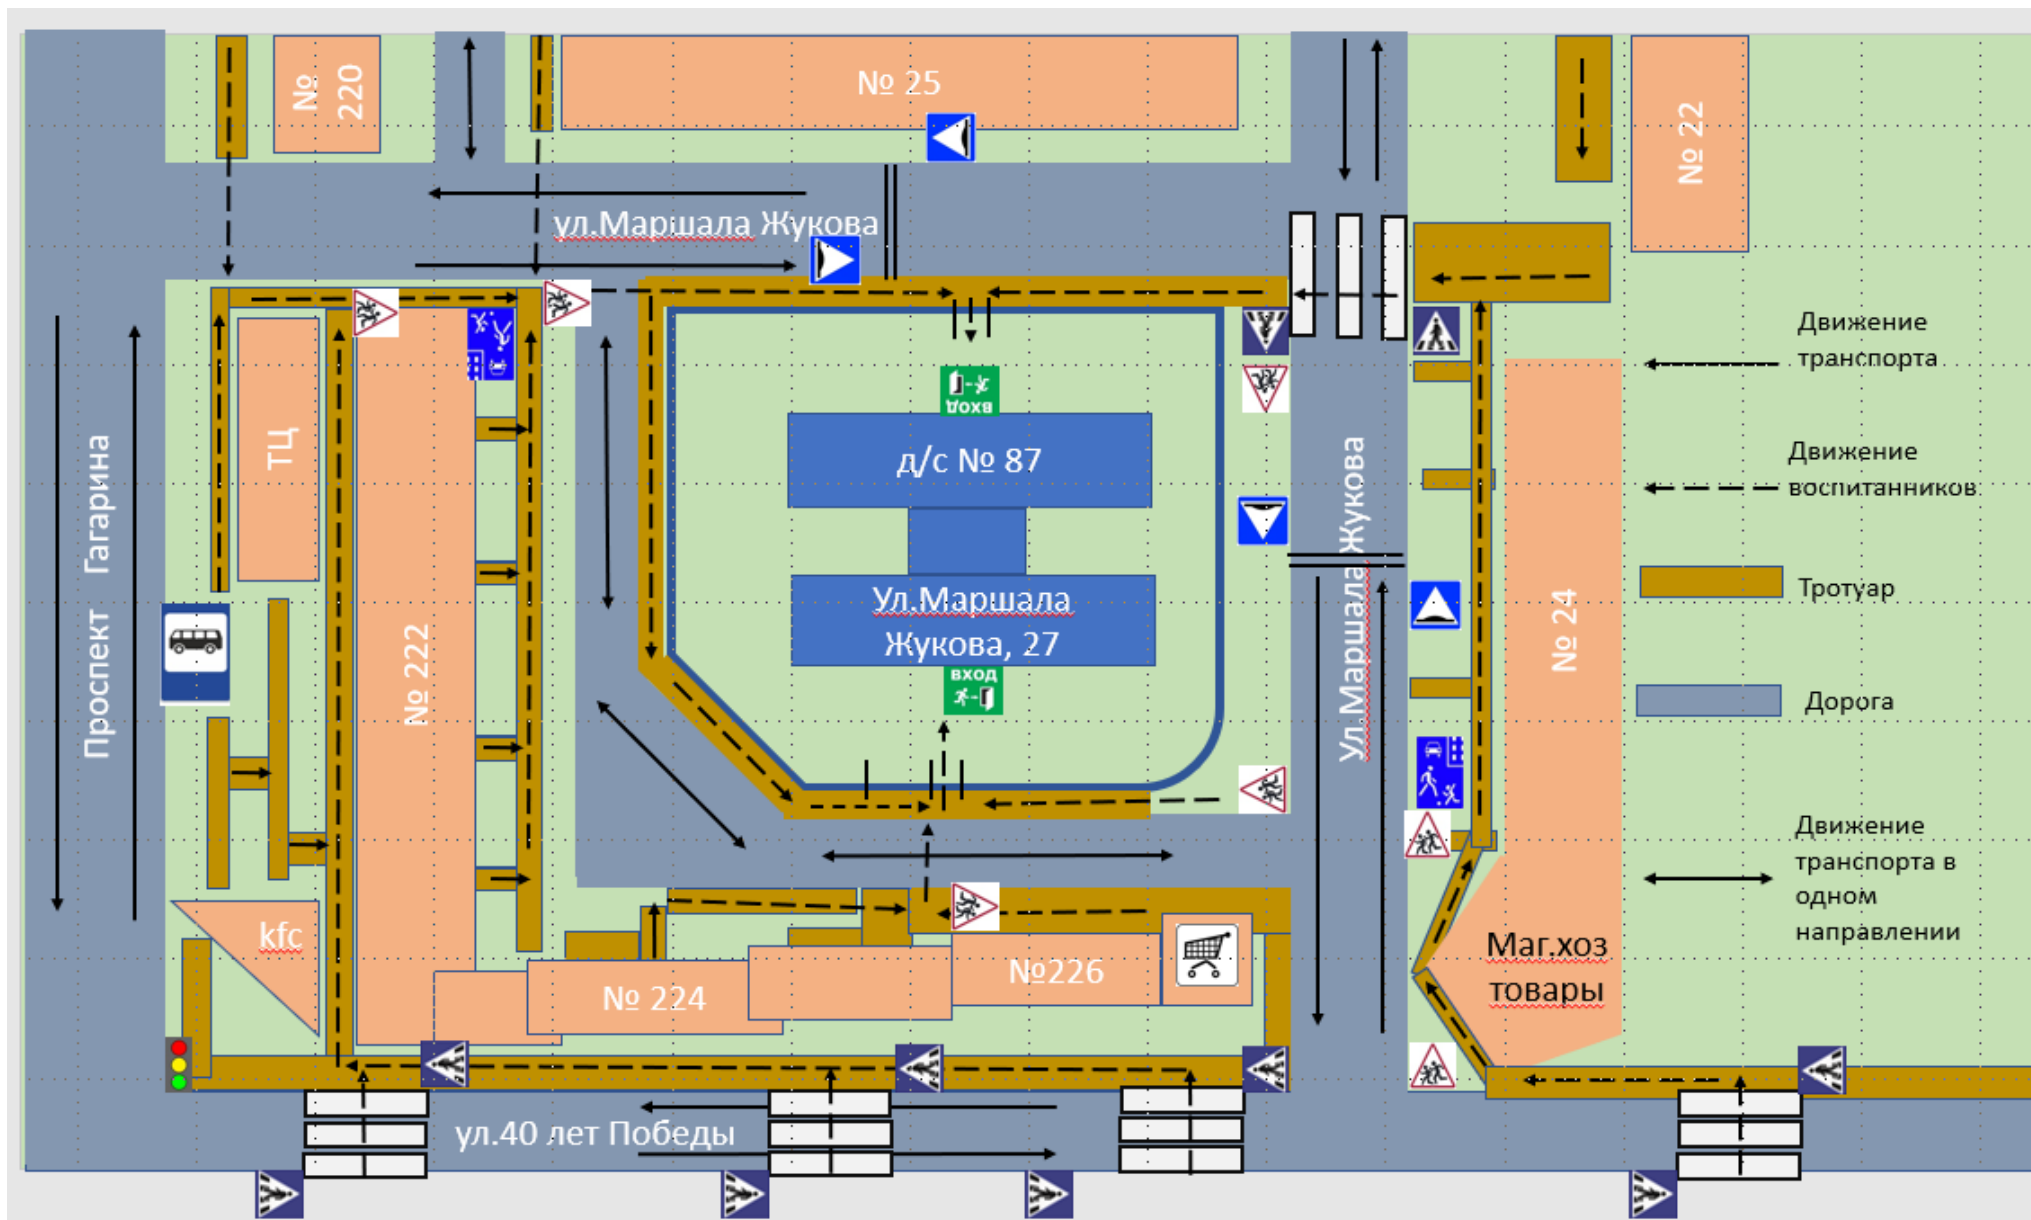 №
220
№ 25
№ 22
ул.Маршала Жукова
Движение
транспорта
вход
ТЦ
д/с № 87
Проспект Гагарина
Ул.Маршала Жукова
Движение
воспитанников
Ул.Маршала
Жукова, 27
Тротуар
№ 222
№ 24
вход
Дорога
Движение
транспорта в
одном
направлении
kfc
№ 224
№226
Маг.хоз
товары
ул.40 лет Победы